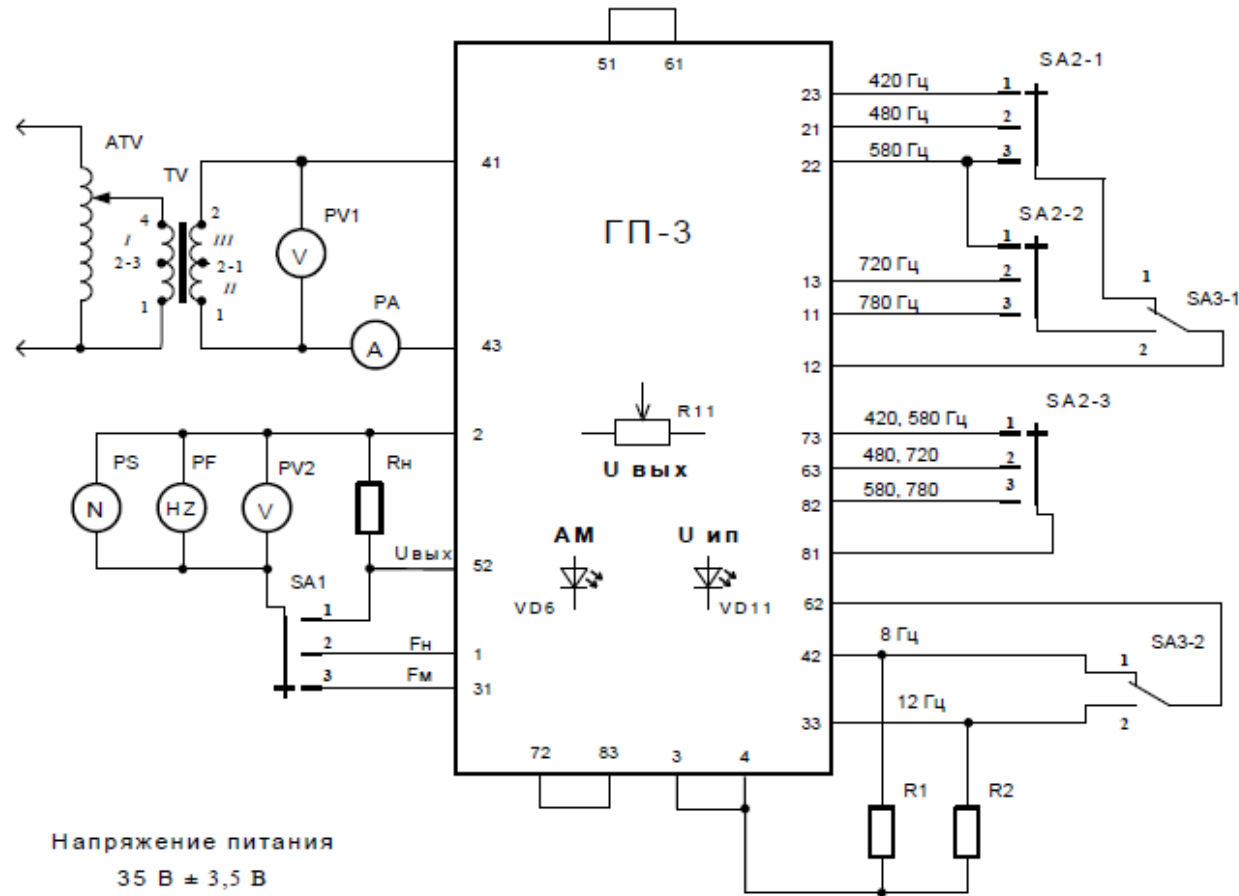 51 61
SA2-1
23 420 Гц 1
21 480 Гц 2
22 580 Гц 3
ATV
TV
41
PV1
V
4 2
I III
2-3 2-1
II
1 1
PA
A
43
ГП-3
SA2-2
1
13 720 Гц 2
11 780 Гц 3
1
SA3-1
2
12
R11
U вых
SA2-3
73 420, 580 Гц 1
63 480, 720 2
82 580, 780 3
81
2
PS PF PV2 Rн
N HZ V
Uвых 52
SA1
1
2 Fн 1
3 Fм 31
АМ U ип
VD6 VD11
62
42 8 Гц 1
SA3-2
33 12 Гц 2
72 83 3 4
R1 R2
Напряжение питания
35 В ± 3,5 В